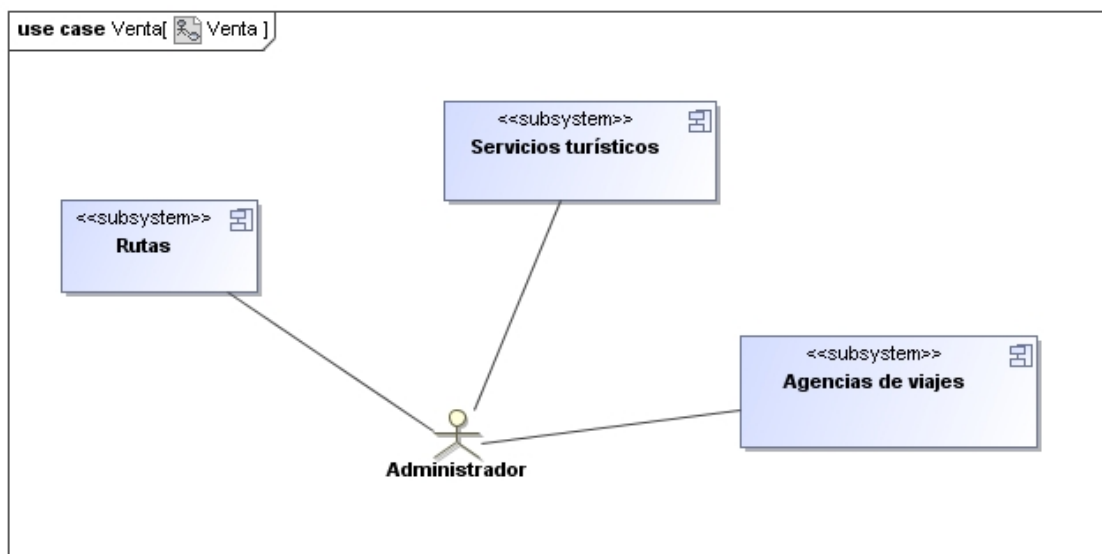 use case Venta[ Venta ]
<<subsystem>>
Servicios turísticos
<<subsystem>>
Rutas
<<subsystem>>
Agencias de viajes
Administrador